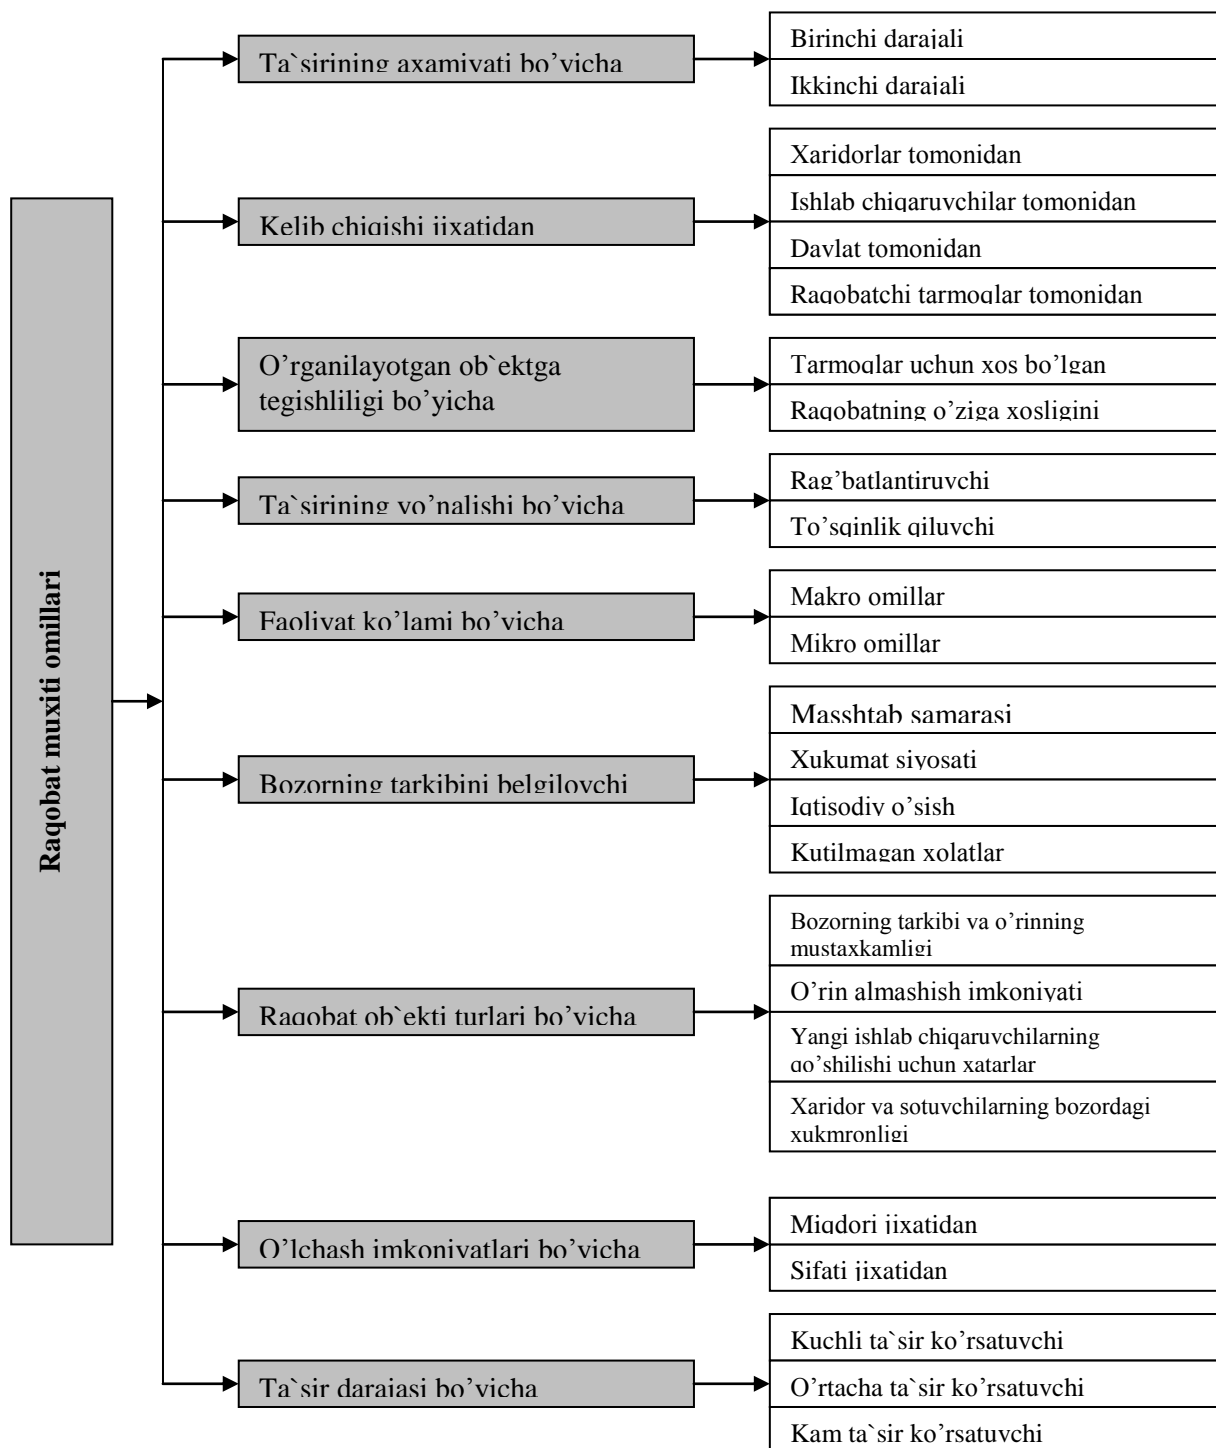 Raqobat muxiti omillari
Ta`sirining axamiyati bo’yicha
Birinchi darajali
Ikkinchi darajali
Kelib chiqishi jixatidan
Xaridorlar tomonidan
Ishlab chiqaruvchilar tomonidan
Davlat tomonidan
Raqobatchi tarmoqlar tomonidan
O’rganilayotgan ob`ektga
tegishliligi bo’yicha
Tarmoqlar uchun xos bo’lgan
Raqobatning o’ziga xosligini
Ta`sirining yo’nalishi bo’yicha
Rag’batlantiruvchi
To’sqinlik qiluvchi
Faoliyat ko’lami bo’yicha
Makro omillar
Mikro omillar
Bozorning tarkibini belgilovchi
Masshtab samarasi
Xukumat siyosati
Iqtisodiy o’sish
Kutilmagan xolatlar
Raqobat ob`ekti turlari bo’yicha
Bozorning tarkibi va o’rinning
mustaxkamligi
O’rin almashish imkoniyati
Yangi ishlab chiqaruvchilarning
qo’shilishi uchun xatarlar
Xaridor va sotuvchilarning bozordagi
xukmronligi
O’lchash imkoniyatlari bo’yicha
Miqdori jixatidan
Sifati jixatidan
Ta`sir darajasi bo’yicha
Kuchli ta`sir ko’rsatuvchi
O’rtacha ta`sir ko’rsatuvchi
Kam ta`sir ko’rsatuvchi